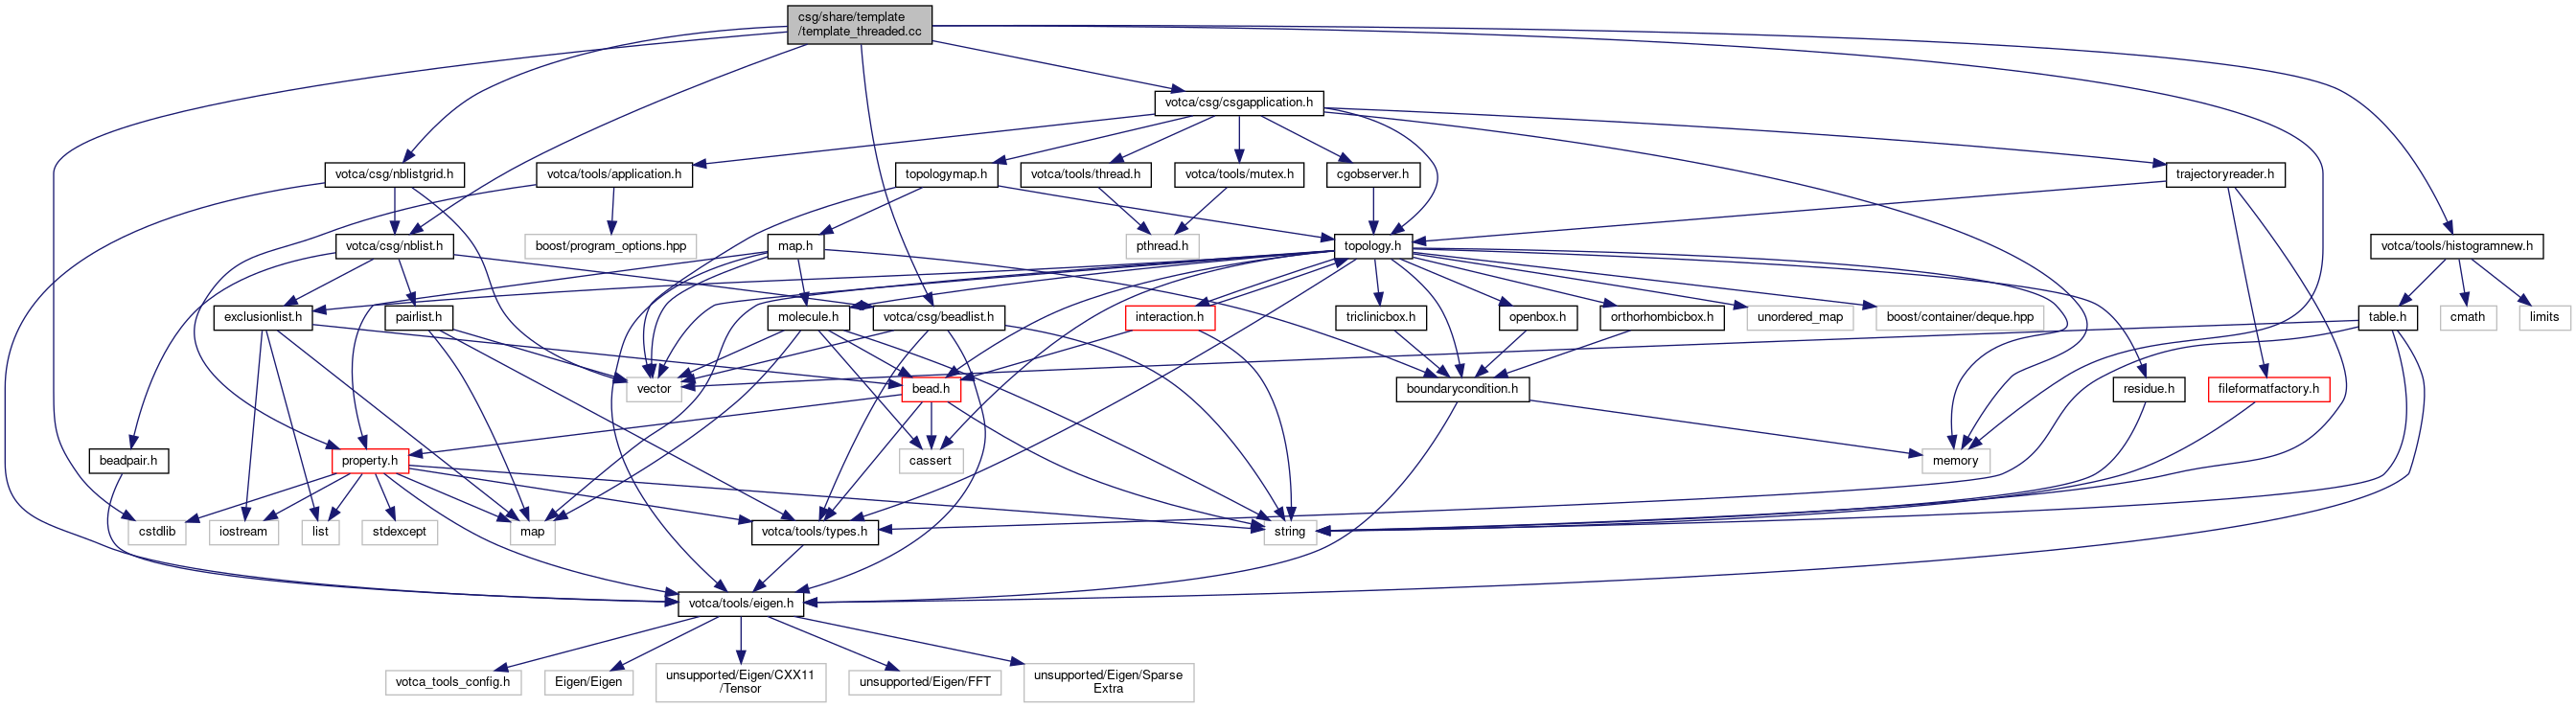 csg/share/template
/template_threaded.cc
votca/csg/csgapplication.h
votca/csg/nblistgrid.h
votca/tools/application.h
topologymap.h
votca/tools/thread.h
votca/tools/mutex.h
cgobserver.h
trajectoryreader.h
votca/csg/nblist.h
boost/program_options.hpp
map.h
pthread.h
topology.h
votca/tools/histogramnew.h
exclusionlist.h
pairlist.h
molecule.h
votca/csg/beadlist.h
interaction.h
triclinicbox.h
openbox.h
orthorhombicbox.h
unordered_map
boost/container/deque.hpp
table.h
cmath
limits
vector
bead.h
boundarycondition.h
residue.h
fileformatfactory.h
beadpair.h
property.h
cassert
memory
cstdlib
iostream
list
stdexcept
map
votca/tools/types.h
string
votca/tools/eigen.h
votca_tools_config.h
Eigen/Eigen
unsupported/Eigen/CXX11
/Tensor
unsupported/Eigen/FFT
unsupported/Eigen/Sparse
Extra